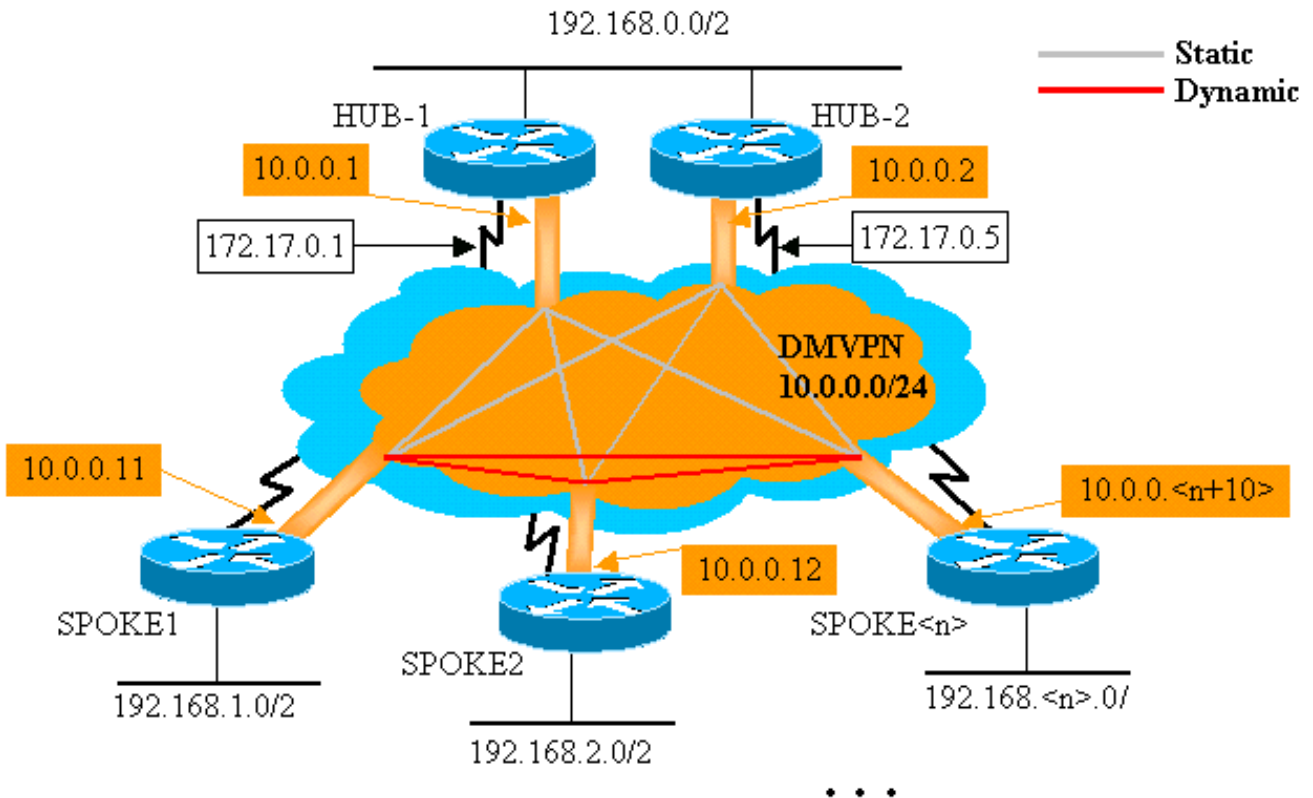 192.168.0.0/2
Static
Dynamic
HUB-1
HUB-2
10.0.0.1
10.0.0.2
172.17.0.1
172.17.0.5
DMVPN
10.0.0.0/24
10.0.0.11
10.0.0.<n+10>
10.0.0.12
SPOKE1
SPOKE2
SPOKE<n>
192.168.1.0/2
192.168.<n>.0/
192.168.2.0/2
. . .